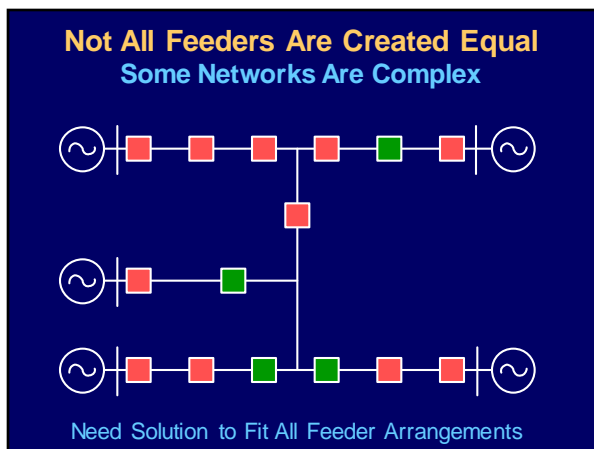 Not All Feeders Are Created Equal
Some Networks Are Complex
Need Solution to Fit All Feeder Arrangements